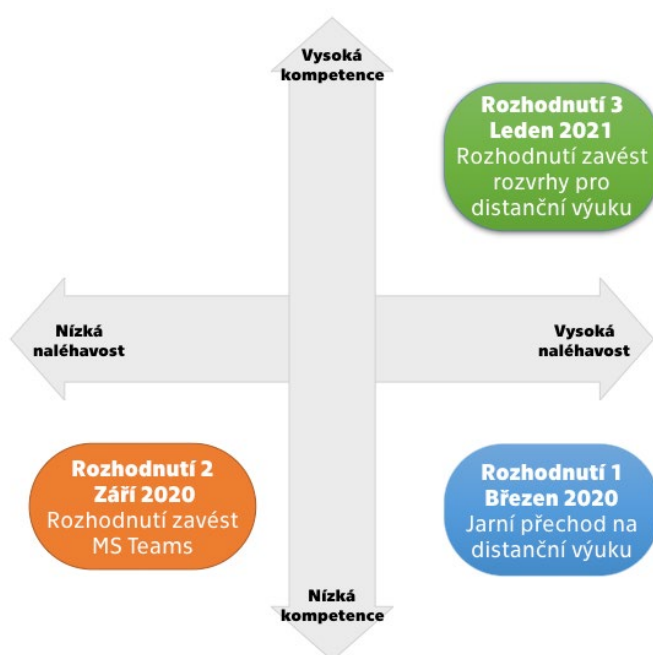 Vysoká
kompetence
Rozhodnutí 3
Leden 2021
Rozhodnutí zavést
rozvrhy pro
distanční výuku
Nízká
naléhavost
Vysoká
naléhavost
Rozhodnutí 2
Září 2020
Rozhodnutí zavést
MS Teams
Rozhodnutí 1
Březen 2020
Jarní přechod na
distanční výuku
Nízká
kompetence